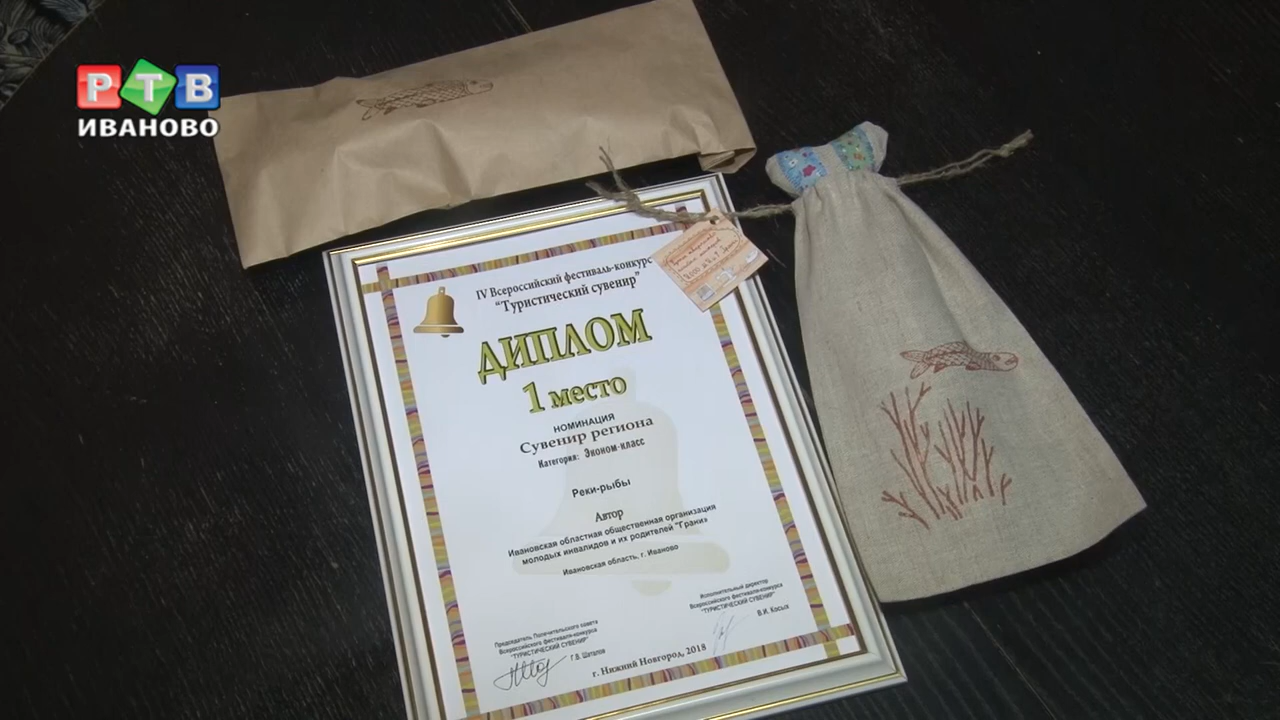 РТВ
ИВАНОВО
IV Всероссийский фестиваль-конкурс
"Туристический сувенир"
ДИПЛОМ
1 место
НОМИНАЦИЯ
Сувенир региона
Категория: Эконом-класс
Реки-рыбы
Автор
Ивановская областная общественная организация
молодых инвалидов и их родителей "Грани»
Ивановская область, г. Иваново
Председатель Попечительского совета
Всероссийского фестиваля-конкурса
"ТУРИСТИЧЕСКИЙ СУВЕНИР"
Г.В. Шаталов
Исполнительный директор
Всероссийского фестиваля-конкурса
"ТУРИСТИЧЕСКИЙ СУВЕНИР"
В.И. Косых
г. Нижний Новгород, 2018